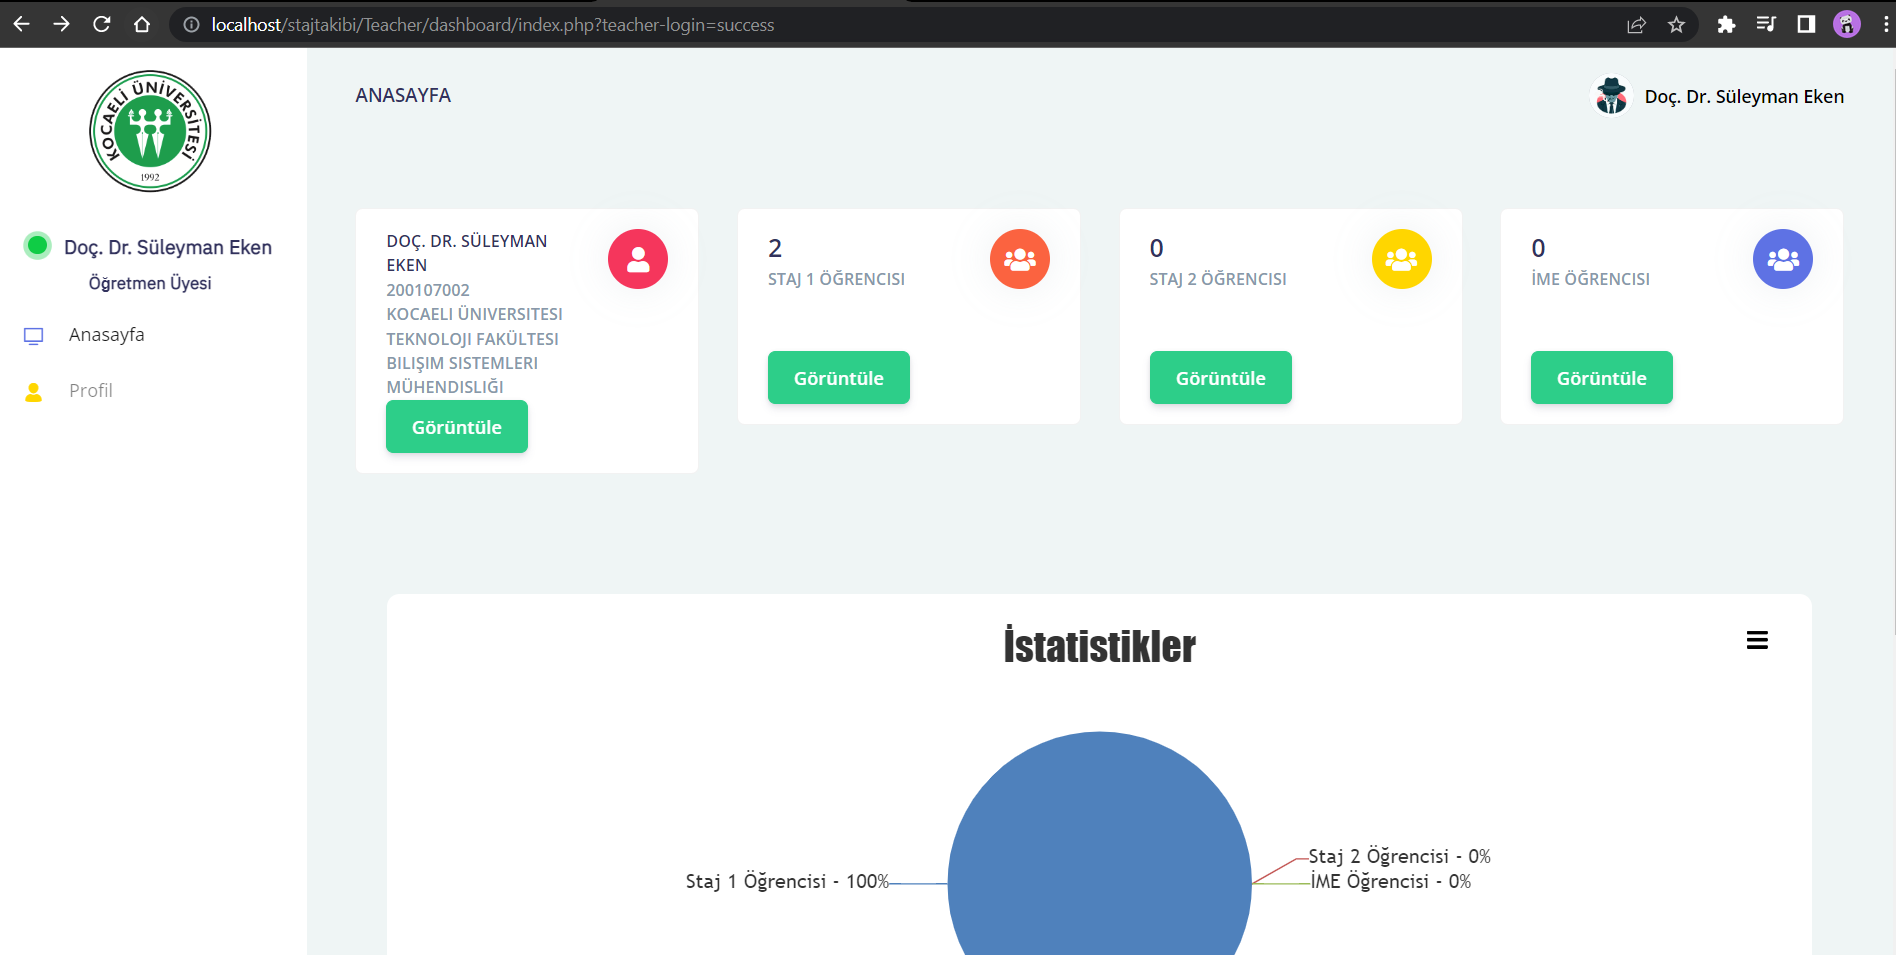 localhost/stajtakibi/Teacher/dashboard/index.php?teacher-login=success
KOCAELİ ÜNİVERSİTESİ
1992
Doç. Dr. Süleyman Eken
Öğretmen Üyesi
Anasayfa
Profil
ANASAYFA
Doç. Dr. Süleyman Eken
DOÇ. DR. SÜLEYMAN
EKEN
200107002
KOCAELI ÜNIVERSITESI
TEKNOLOJI FAKÜLTESI
BILIŞIM SISTEMLERI
MÜHENDISLIĞI
Görüntüle
2
STAJ 1 ÖĞRENCISI
Görüntüle
0
STAJ 2 ÖĞRENCISI
Görüntüle
0
İME ÖĞRENCISI
Görüntüle
İstatistikler
Staj 1 Öğrencisi - 100%
Staj 2 Öğrencisi - 0%
İME Öğrencisi - 0%